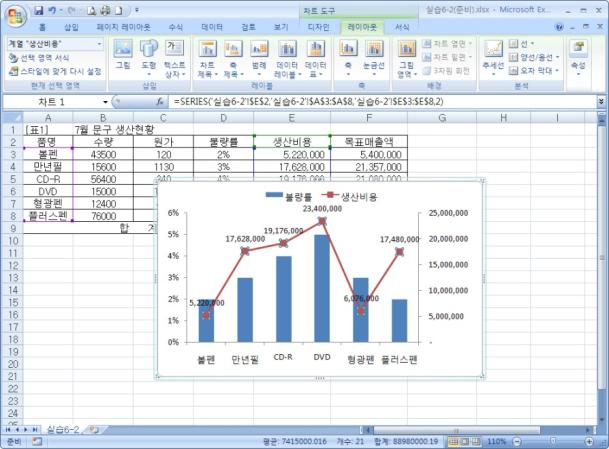 차트 도구
실습6-2(준비).xlsx - Microsoft Ex...
홈 삽입 페이지 레이아웃 수식 데이터 검토 보기 디자인 레이아웃 서식
계열 "생산비용"
선택 영역 서식
스타일에 맞게 다시 설정
현재 선택 영역
그림 도형 텍스트 상자
삽입
차트 제목 축 제목 범례 데이터 레이블 데이터 표
레이블
축 눈금선
축
그림 영역
차트 옆면
차트 밑면
3차원 회전
배경
추세선
선
양선/음선
오차 막대
분석
속성
차트 1
=SERIES('실습6-2'!$E$2,'실습6-2'!$A$3:$A$8,'실습6-2'!$E$3:$E$8,2)
A B C D E F G H I
1 [표1] 7월 문구 생산현황
2 품명 수량 원가 불량률 생산비용 목표매출액
3 볼펜 43500 120 2% 5,220,000 5,400,000
4 만년필 15600 1130 3% 17,628,000 21,357,000
5 CD-R 56400 340 4% 19,176,000 21,080,000
6 DVD 15000
7 형광펜 12400
8 플러스펜 76000
9 합 계
10
11
12
13
14
15
16
17
18
19
20
21
22
23
24
25
불량률 생산비용
6%
5%
4%
3%
2%
1%
0%
25,000,000
20,000,000
15,000,000
10,000,000
5,000,000
-
5,220,000
17,628,000
19,176,000
23,400,000
6,076,000
17,480,000
볼펜 만년필 CD-R DVD 형광펜 플러스펜
실습6-2
준비
평균: 7415000.016 개수: 21 합계: 88980000.19
110%